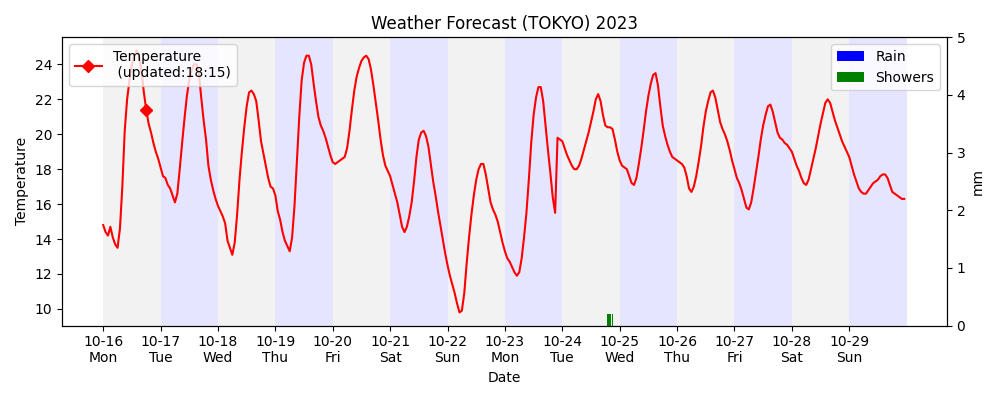 Weather Forecast (TOKYO) 2023
Temperature
(updated:18:15)
Rain
Showers
Temperature
24
22
20
18
16
14
12
10
5
4
3
2
1
0
mm
10-16 10-17 10-18 10-19 10-20 10-21 10-22 10-23 10-24 10-25 10-26 10-27 10-28 10-29
Mon Tue Wed Thu Fri Sat Sun Mon Tue Wed Thu Fri Sat Sun
Date